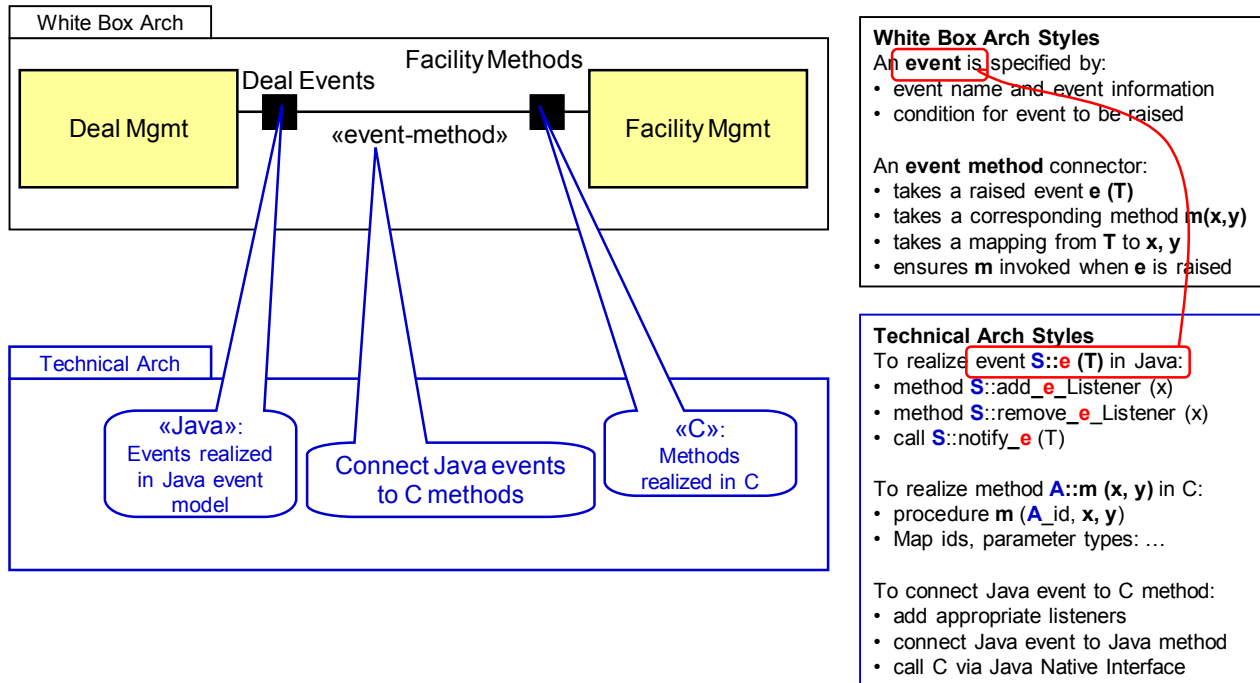 White Box Arch
Deal Mgmt
Deal Events
Facility Methods
«event-method»
Facility Mgmt
Technical Arch
«Java»:
Events realized
in Java event
model
Connect Java events
to C methods
«C»:
Methods
realized in C
White Box Arch Styles
An event is specified by:
• event name and event information
• condition for event to be raised
An event method connector:
• takes a raised event e (T)
• takes a corresponding method m(x,y)
• takes a mapping from T to x, y
• ensures m invoked when e is raised
Technical Arch Styles
To realize event S::e (T) in Java:
• method S::add_e_Listener (x)
• method S::remove_e_Listener (x)
• call S::notify_e (T)
To realize method A::m (x, y) in C:
• procedure m (A_id, x, y)
• Map ids, parameter types: …
To connect Java event to C method:
• add appropriate listeners
• connect Java event to Java method
• call C via Java Native Interface